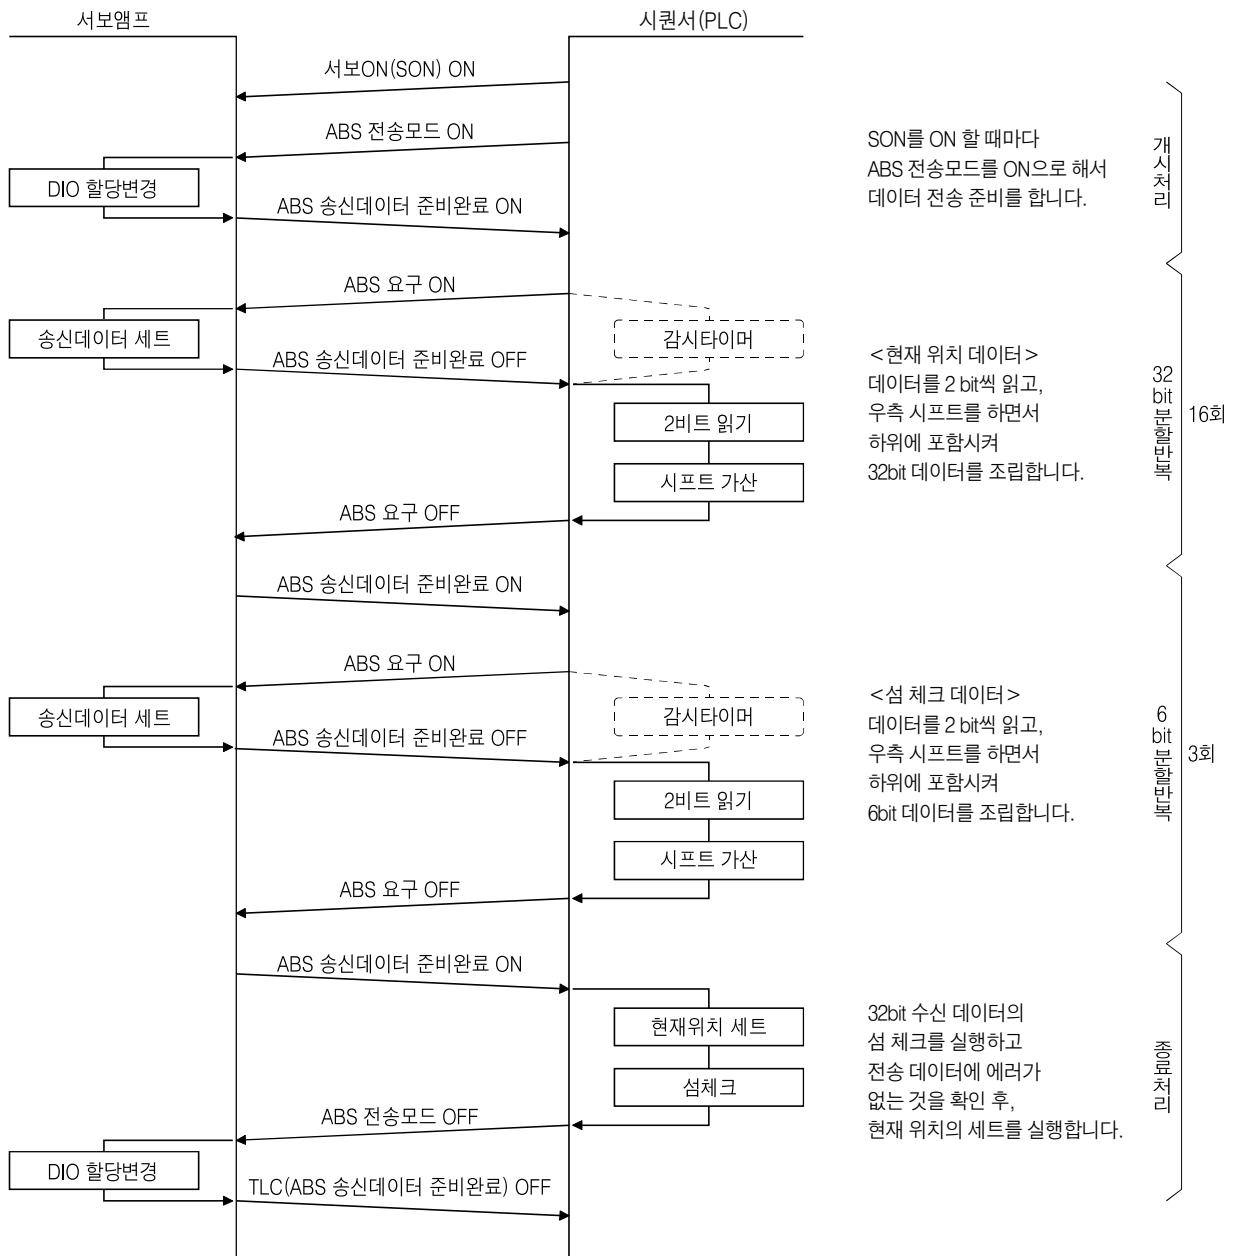 서보앰프
시퀀서(PLC)
서보ON(SON) ON
ABS 전송모드 ON
DIO 할당변경
ABS 송신데이터 준비완료 ON
SON를 ON 할 때마다
ABS 전송모드를 ON으로 해서
데이터 전송 준비를 합니다.
개시처리
ABS 요구 ON
송신데이터 세트
감시타이머
ABS 송신데이터 준비완료 OFF
2비트 읽기
시프트 가산
ABS 요구 OFF
<현재 위치 데이터>
데이터를 2 bit씩 읽고,
우측 시프트를 하면서
하위에 포함시켜
32bit 데이터를 조립합니다.
32 bit 분할반복
16회
ABS 송신데이터 준비완료 ON
ABS 요구 ON
송신데이터 세트
감시타이머
ABS 송신데이터 준비완료 OFF
2비트 읽기
시프트 가산
ABS 요구 OFF
<섬 체크 데이터>
데이터를 2 bit씩 읽고,
우측 시프트를 하면서
하위에 포함시켜
6bit 데이터를 조립합니다.
6 bit 분할반복
3회
ABS 송신데이터 준비완료 ON
현재위치 세트
섬체크
ABS 전송모드 OFF
DIO 할당변경
TLC(ABS 송신데이터 준비완료) OFF
32bit 수신 데이터의
섬 체크를 실행하고
전송 데이터에 에러가
없는 것을 확인 후,
현재 위치의 세트를 실행합니다.
종료처리